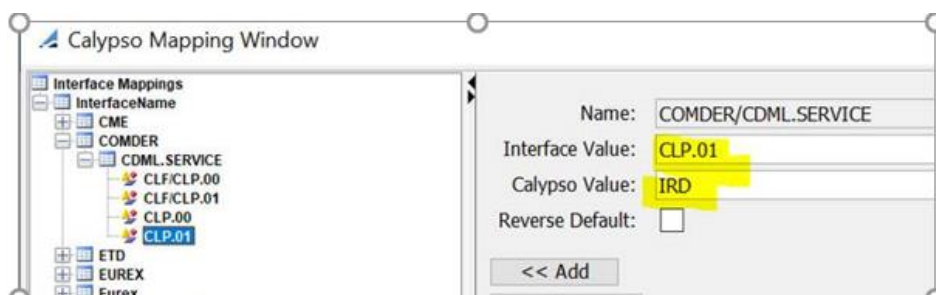 Calypso Mapping Window
Interface Mappings
InterfaceName
CME
COMDER
CDML.SERVICE
CLF/CLP.00
CLF/CLP.01
CLP.00
CLP.01
ETD
EUREX
Eurex
Name: COMDER/CDML.SERVICE
Interface Value: CLP.01
Calypso Value: IRD
Reverse Default:
<< Add